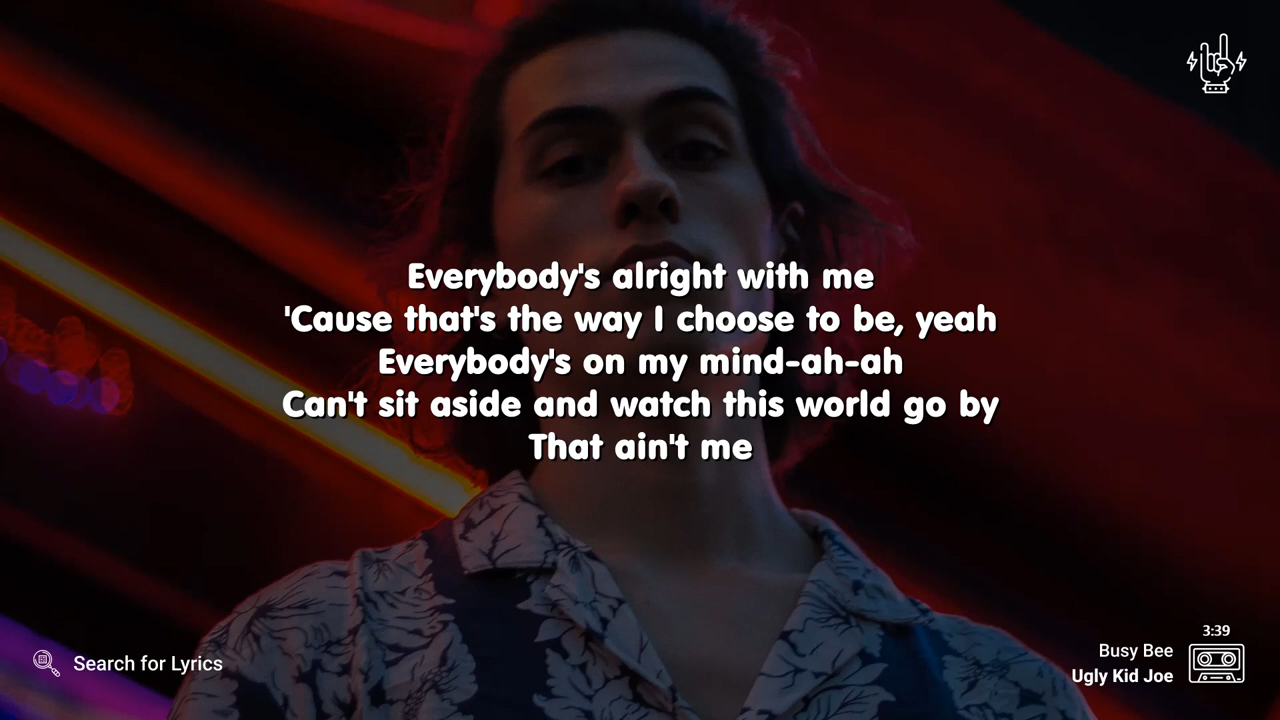 Everybody's alright with me
'Cause that's the way I choose to be, yeah
Everybody's on my mind-ah-ah
Can't sit aside and watch this world go by
That ain't me
3:39
Search for Lyrics
Busy Bee
Ugly Kid Joe